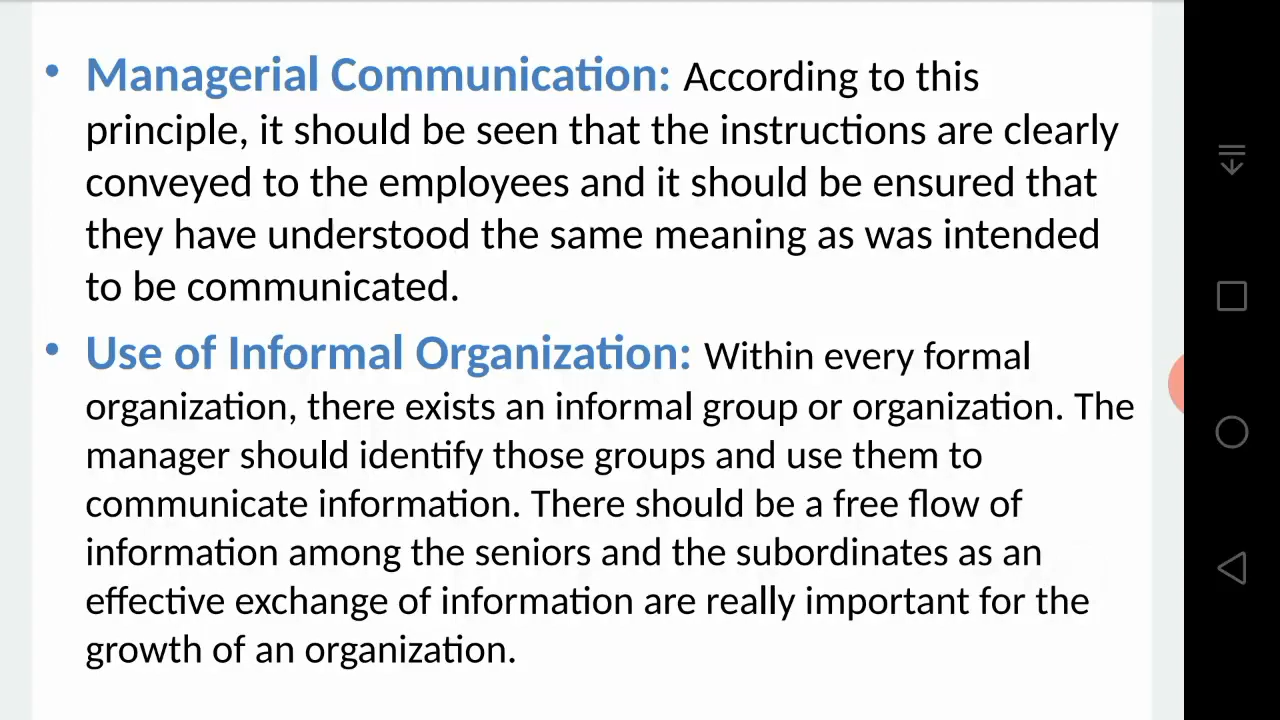 • Managerial Communication: According to this
principle, it should be seen that the instructions are clearly
conveyed to the employees and it should be ensured that
they have understood the same meaning as was intended
to be communicated.
• Use of Informal Organization: Within every formal
organization, there exists an informal group or organization. The
manager should identify those groups and use them to
communicate information. There should be a free flow of
information among the seniors and the subordinates as an
effective exchange of information are really important for the
growth of an organization.